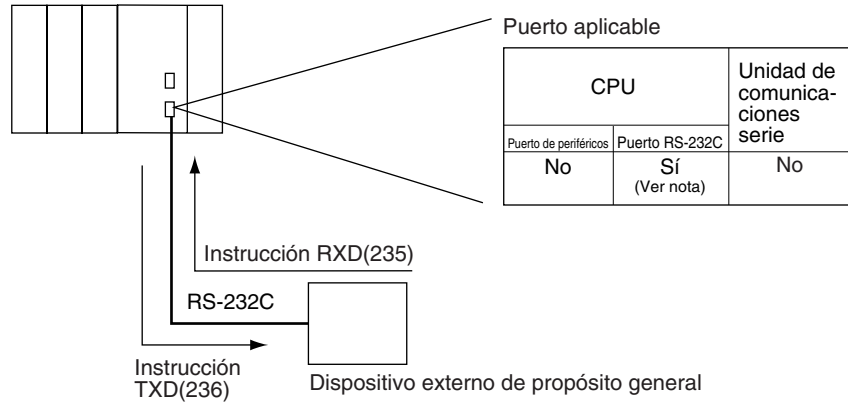 Puerto aplicable
CPU
Unidad de
comunica-
ciones
serie
Puerto de periféricos
Puerto RS-232C
No
Sí
(Ver nota)
No
Instrucción RXD(235)
RS-232C
Instrucción
TXD(236)
Dispositivo externo de propósito general